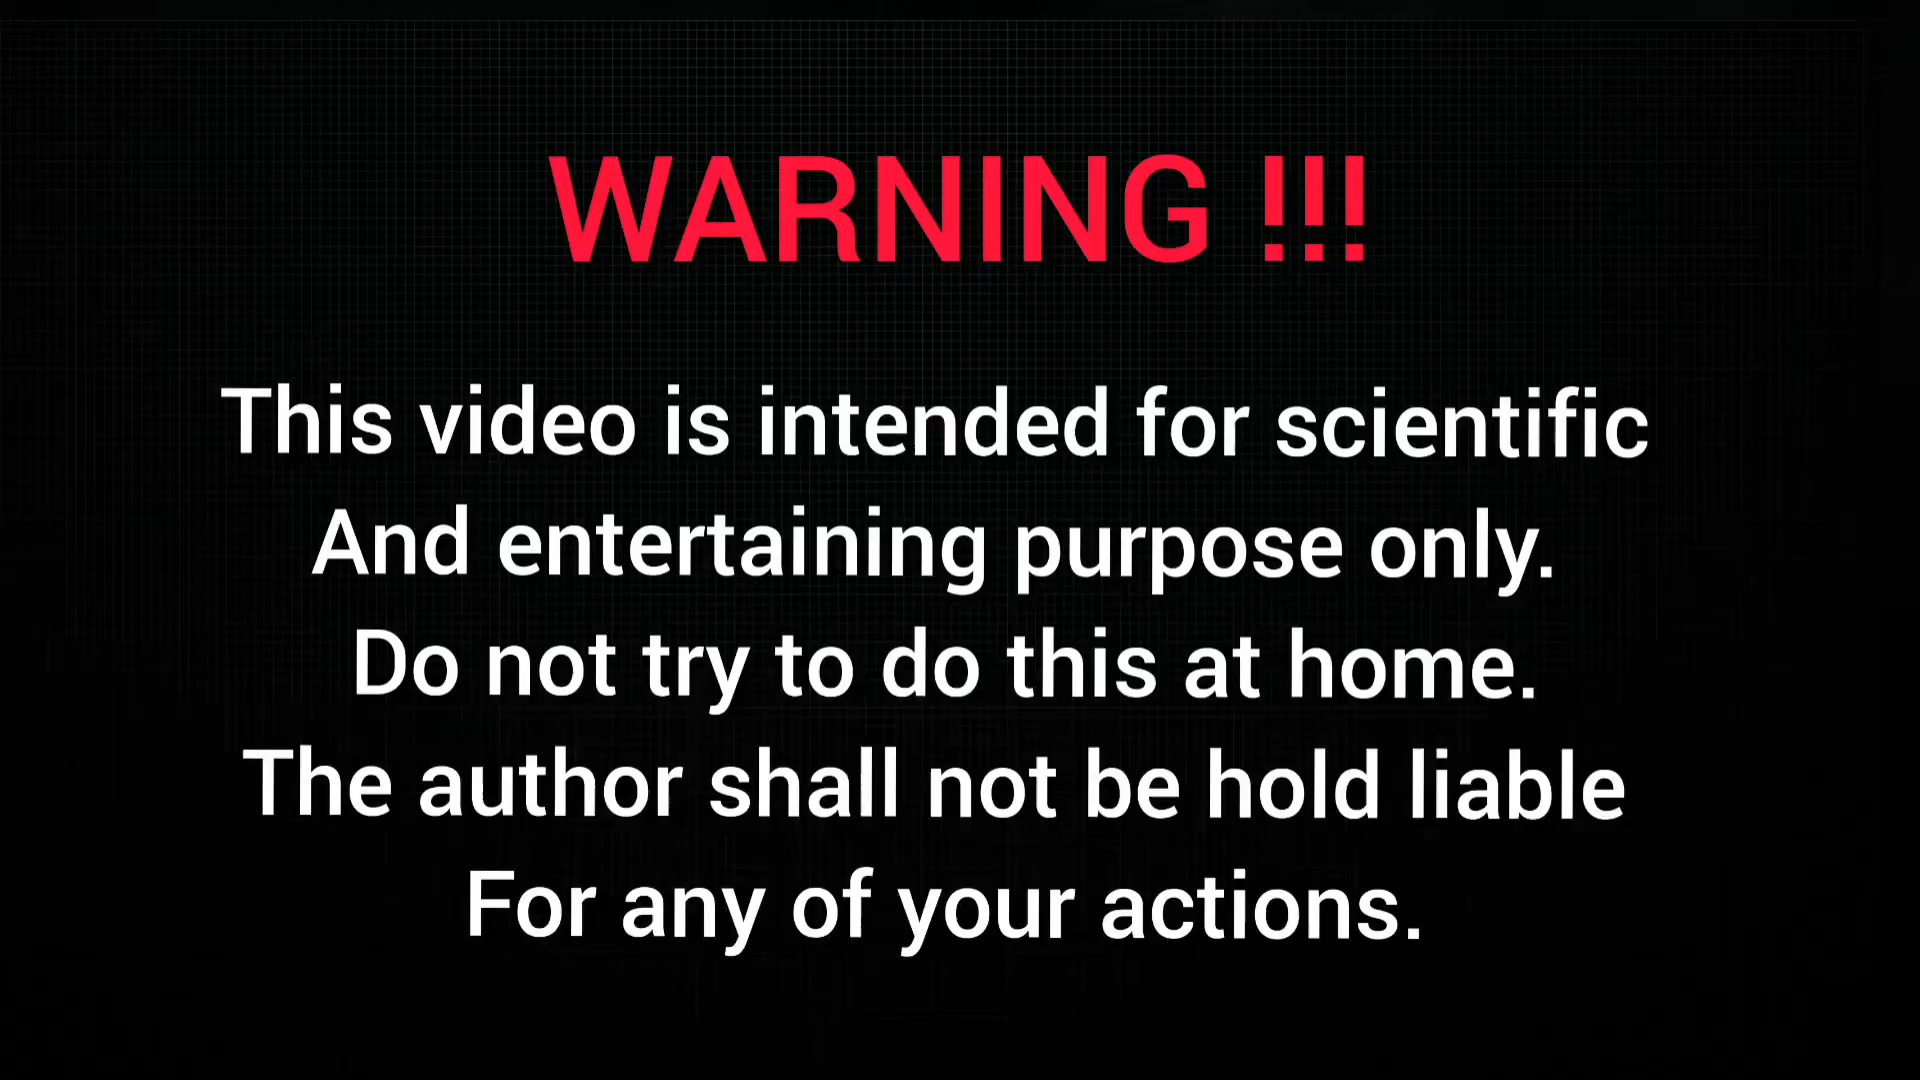 WARNING !!!
This video is intended for scientific
And entertaining purpose only.
Do not try to do this at home.
The author shall not be hold liable
For any of your actions.